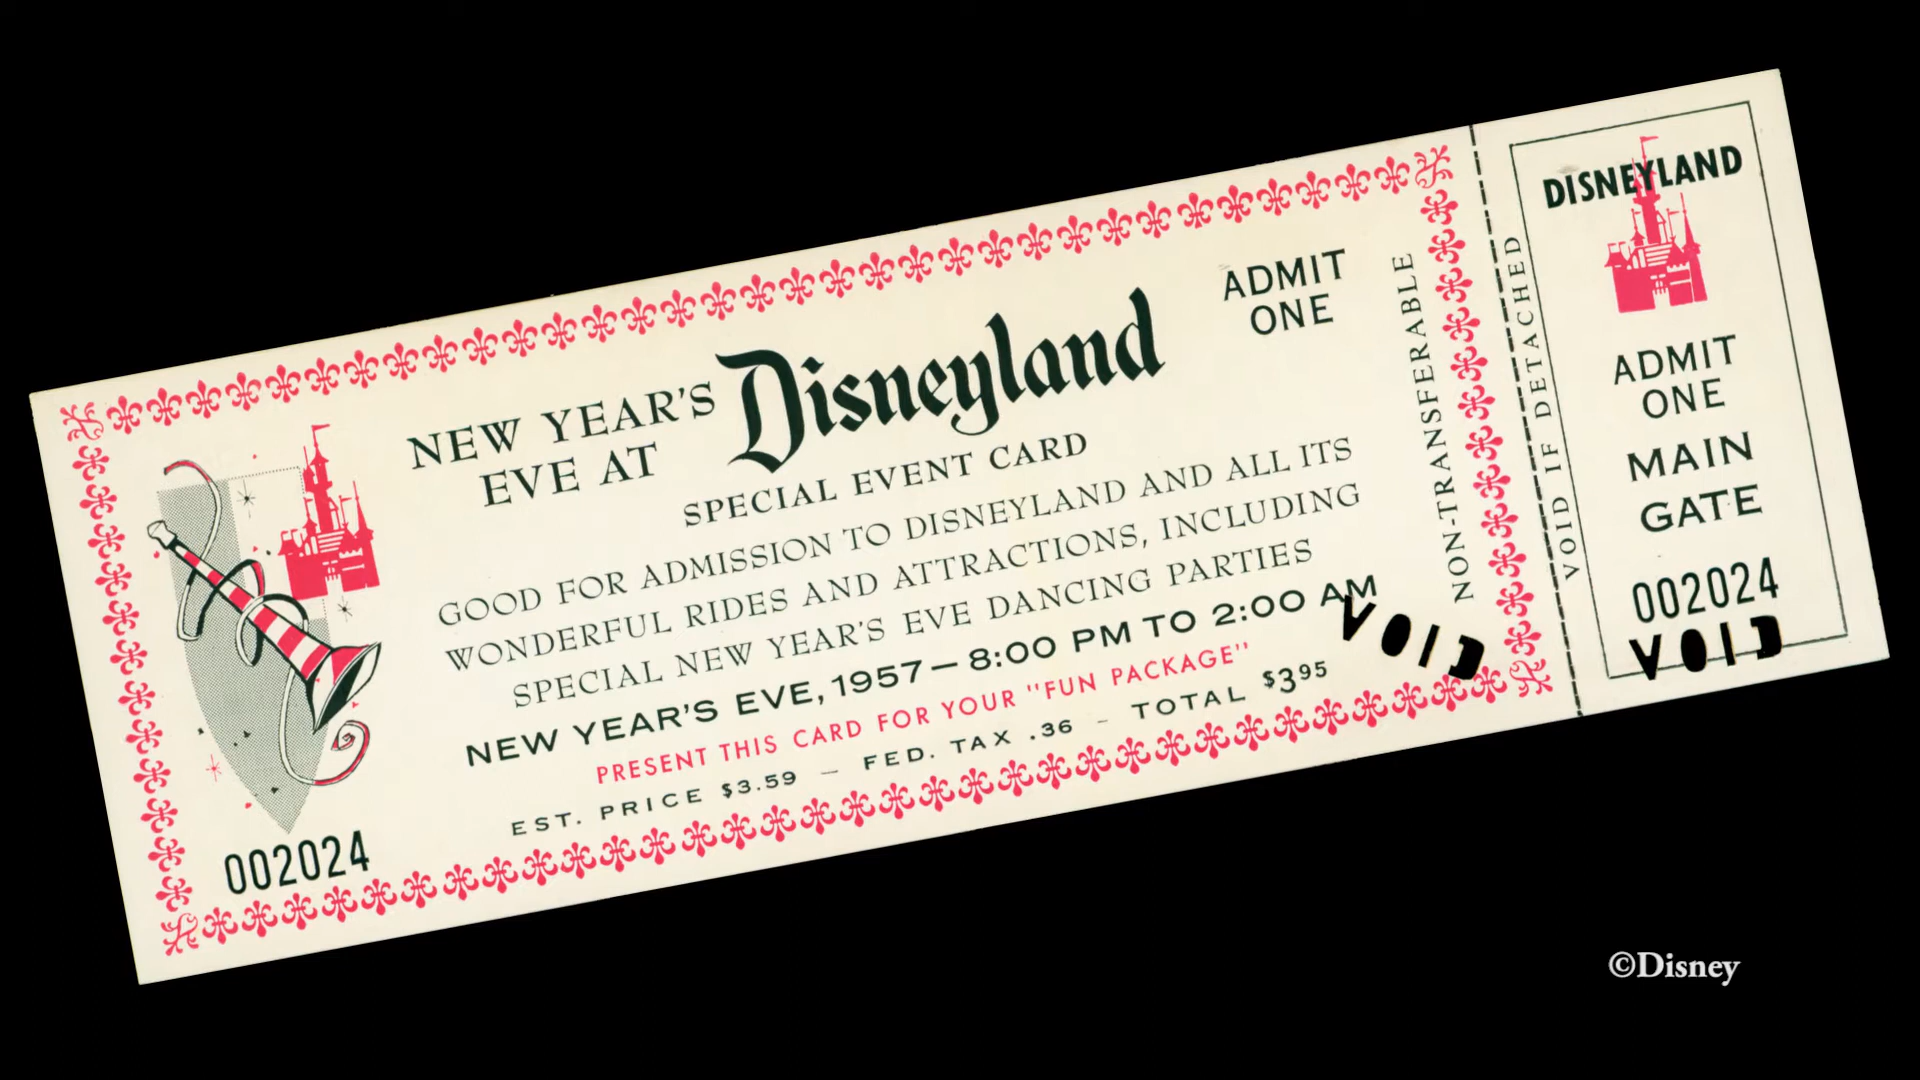 NEW YEAR'S
EVE AT
Disneyland
ADMIT
ONE
SPECIAL EVENT CARD
GOOD FOR ADMISSION TO DISNEYLAND AND ALL ITS
WONDERFUL RIDES AND ATTRACTIONS, INCLUDING
SPECIAL NEW YEAR'S EVE DANCING PARTIES
NEW YEAR'S EVE, 1957 — 8:00 PM TO 2:00 AM
PRESENT THIS CARD FOR YOUR "FUN PACKAGE"
EST. PRICE $3.59 – FED. TAX .36 – TOTAL $3.95
002024
VOID
NON-TRANSFERABLE
VOID IF DETACHED
DISNEYLAND
ADMIT
ONE
MAIN
GATE
002024
VOID
©Disney